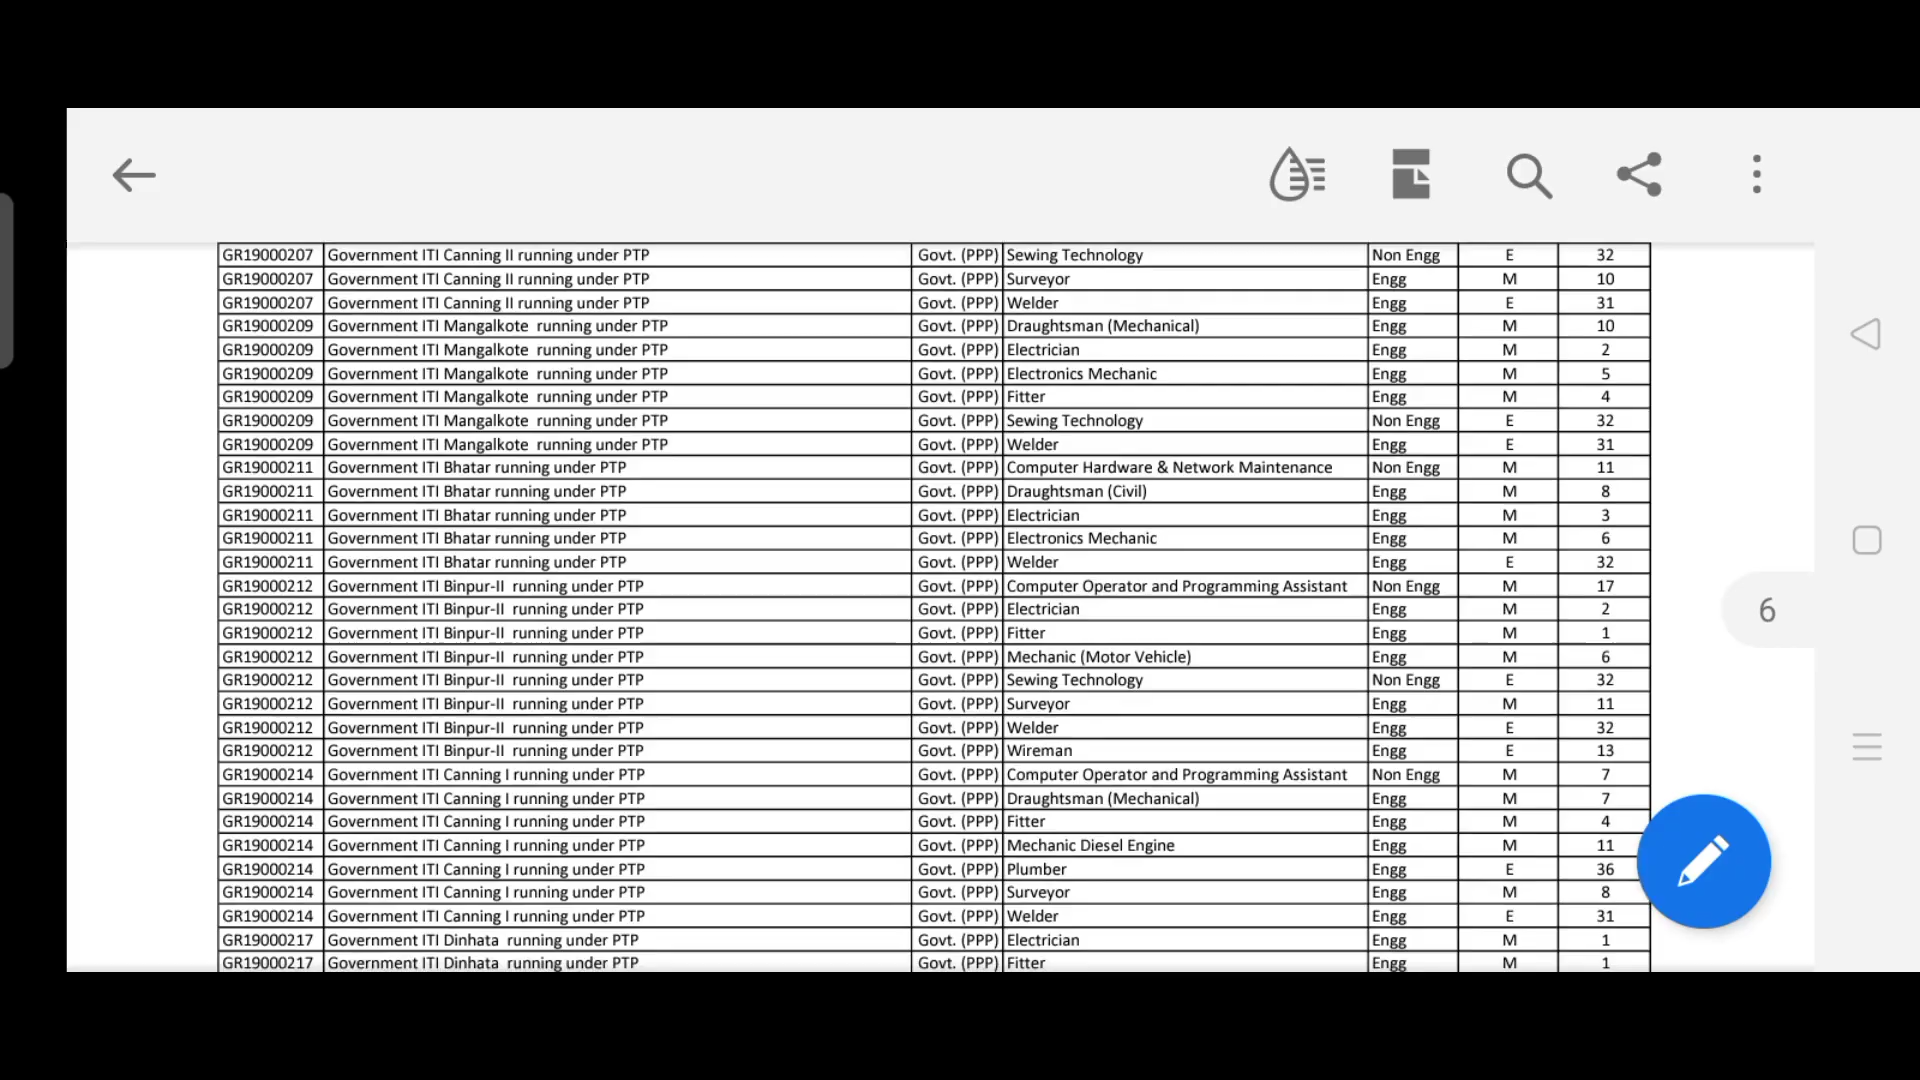 GR19000207 Government ITI Canning II running under PTP Govt. (PPP) Sewing Technology Non Engg E 32
GR19000207 Government ITI Canning II running under PTP Govt. (PPP) Surveyor Engg M 10
GR19000207 Government ITI Canning II running under PTP Govt. (PPP) Welder Engg E 31
GR19000209 Government ITI Mangalkote running under PTP Govt. (PPP) Draughtsman (Mechanical) Engg M 10
GR19000209 Government ITI Mangalkote running under PTP Govt. (PPP) Electrician Engg M 2
GR19000209 Government ITI Mangalkote running under PTP Govt. (PPP) Electronics Mechanic Engg M 5
GR19000209 Government ITI Mangalkote running under PTP Govt. (PPP) Fitter Engg M 4
GR19000209 Government ITI Mangalkote running under PTP Govt. (PPP) Sewing Technology Non Engg E 32
GR19000209 Government ITI Mangalkote running under PTP Govt. (PPP) Welder Engg E 31
GR19000211 Government ITI Bhatar running under PTP Govt. (PPP) Computer Hardware & Network Maintenance Non Engg M 11
GR19000211 Government ITI Bhatar running under PTP Govt. (PPP) Draughtsman (Civil) Engg M 8
GR19000211 Government ITI Bhatar running under PTP Govt. (PPP) Electrician Engg M 3
GR19000211 Government ITI Bhatar running under PTP Govt. (PPP) Electronics Mechanic Engg M 6
GR19000211 Government ITI Bhatar running under PTP Govt. (PPP) Welder Engg E 32
GR19000212 Government ITI Binpur-II running under PTP Govt. (PPP) Computer Operator and Programming Assistant Non Engg M 17
GR19000212 Government ITI Binpur-II running under PTP Govt. (PPP) Electrician Engg M 2
GR19000212 Government ITI Binpur-II running under PTP Govt. (PPP) Fitter Engg M 1
GR19000212 Government ITI Binpur-II running under PTP Govt. (PPP) Mechanic (Motor Vehicle) Engg M 6
GR19000212 Government ITI Binpur-II running under PTP Govt. (PPP) Sewing Technology Non Engg E 32
GR19000212 Government ITI Binpur-II running under PTP Govt. (PPP) Surveyor Engg M 11
GR19000212 Government ITI Binpur-II running under PTP Govt. (PPP) Welder Engg E 32
GR19000212 Government ITI Binpur-II running under PTP Govt. (PPP) Wireman Engg E 13
GR19000214 Government ITI Canning I running under PTP Govt. (PPP) Computer Operator and Programming Assistant Non Engg M 7
GR19000214 Government ITI Canning I running under PTP Govt. (PPP) Draughtsman (Mechanical) Engg M 7
GR19000214 Government ITI Canning I running under PTP Govt. (PPP) Fitter Engg M 4
GR19000214 Government ITI Canning I running under PTP Govt. (PPP) Mechanic Diesel Engine Engg M 11
GR19000214 Government ITI Canning I running under PTP Govt. (PPP) Plumber Engg E 36
GR19000214 Government ITI Canning I running under PTP Govt. (PPP) Surveyor Engg M 8
GR19000214 Government ITI Canning I running under PTP Govt. (PPP) Welder Engg E 31
GR19000217 Government ITI Dinhata running under PTP Govt. (PPP) Electrician Engg M 1
GR19000217 Government ITI Dinhata running under PTP Govt. (PPP) Fitter Engg M 1
6